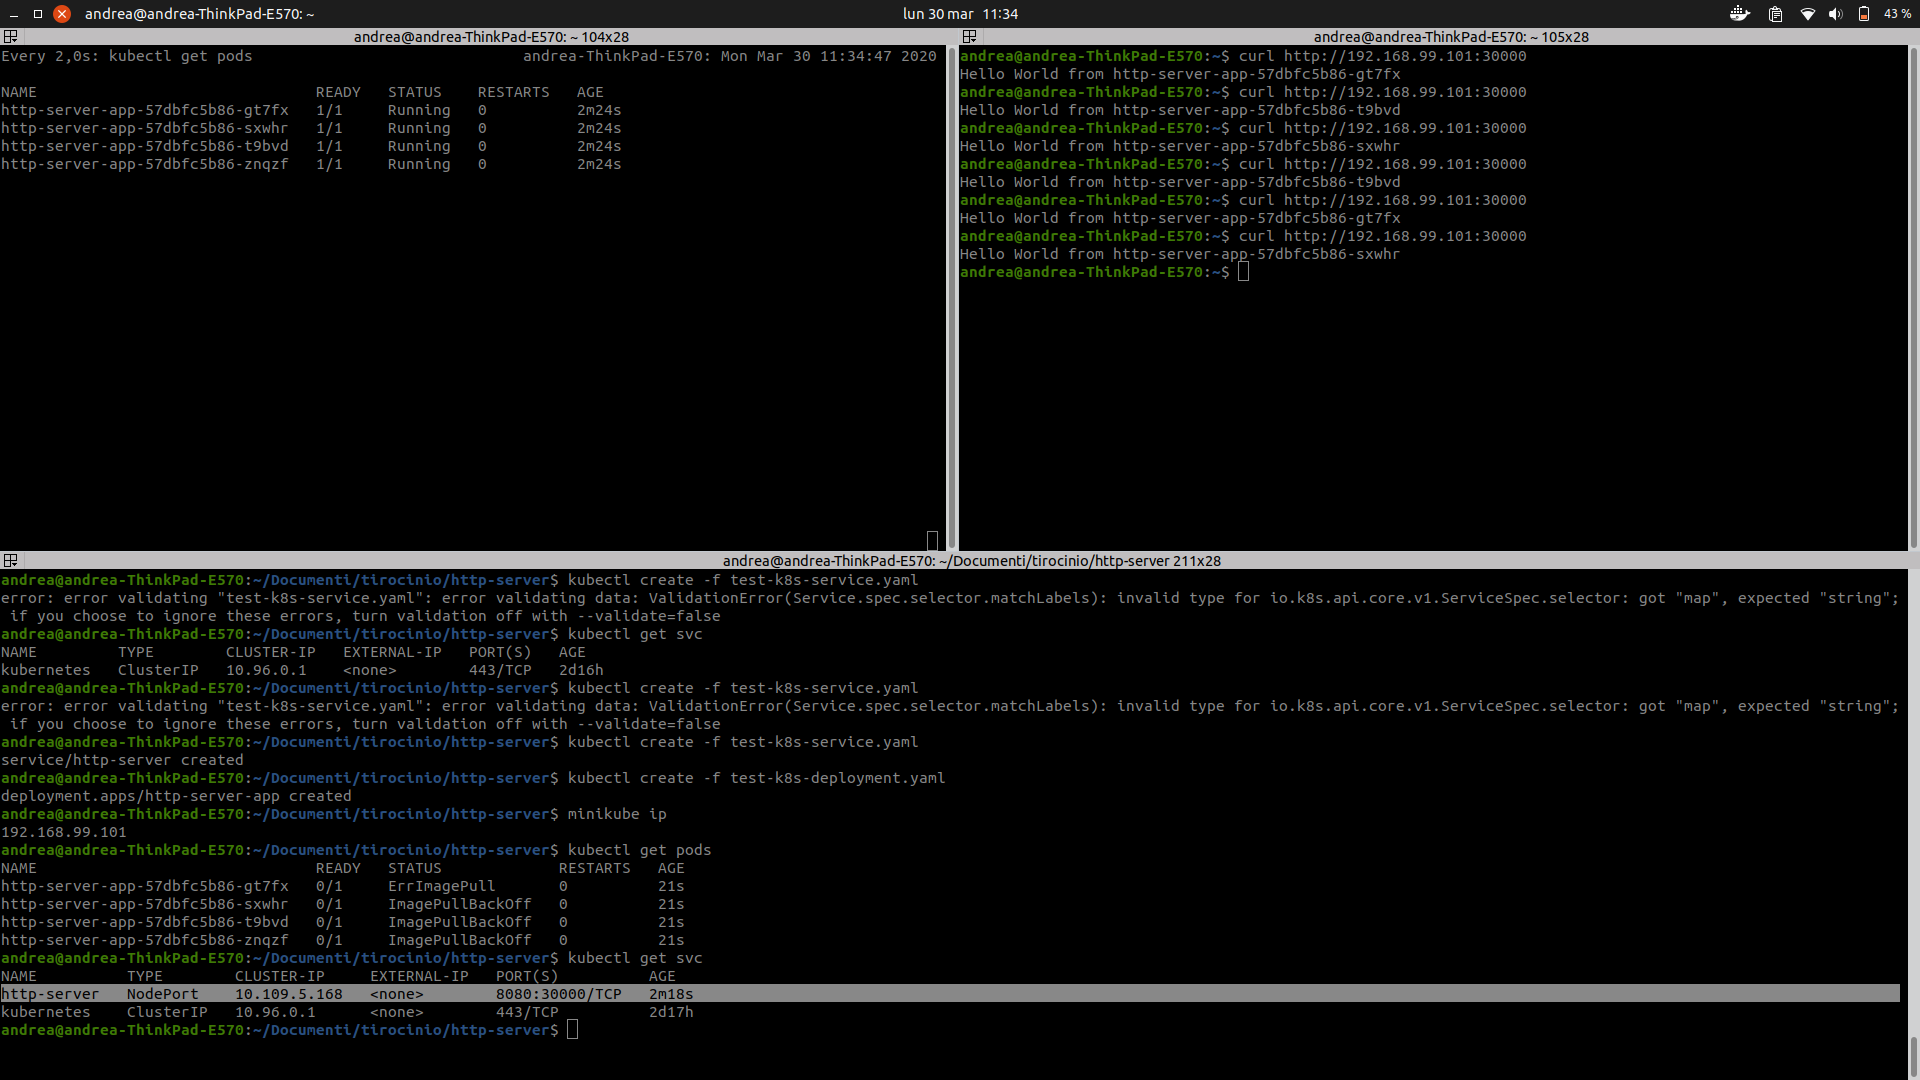 andrea@andrea-ThinkPad-E570: ~
lun 30 mar 11:34
43 %
andrea@andrea-ThinkPad-E570: ~ 104x28
Every 2,0s: kubectl get pods andrea-ThinkPad-E570: Mon Mar 30 11:34:47 2020
NAME READY STATUS RESTARTS AGE
http-server-app-57dbfc5b86-gt7fx 1/1 Running 0 2m24s
http-server-app-57dbfc5b86-sxwhr 1/1 Running 0 2m24s
http-server-app-57dbfc5b86-t9bvd 1/1 Running 0 2m24s
http-server-app-57dbfc5b86-znqzf 1/1 Running 0 2m24s
andrea@andrea-ThinkPad-E570: ~ 105x28
andrea@andrea-ThinkPad-E570:~$ curl http://192.168.99.101:30000
Hello World from http-server-app-57dbfc5b86-gt7fx
andrea@andrea-ThinkPad-E570:~$ curl http://192.168.99.101:30000
Hello World from http-server-app-57dbfc5b86-t9bvd
andrea@andrea-ThinkPad-E570:~$ curl http://192.168.99.101:30000
Hello World from http-server-app-57dbfc5b86-sxwhr
andrea@andrea-ThinkPad-E570:~$ curl http://192.168.99.101:30000
Hello World from http-server-app-57dbfc5b86-t9bvd
andrea@andrea-ThinkPad-E570:~$ curl http://192.168.99.101:30000
Hello World from http-server-app-57dbfc5b86-gt7fx
andrea@andrea-ThinkPad-E570:~$ curl http://192.168.99.101:30000
Hello World from http-server-app-57dbfc5b86-sxwhr
andrea@andrea-ThinkPad-E570:~$
andrea@andrea-ThinkPad-E570: ~/Documenti/tirocinio/http-server 211x28
andrea@andrea-ThinkPad-E570:~/Documenti/tirocinio/http-server$ kubectl create -f test-k8s-service.yaml
error: error validating "test-k8s-service.yaml": error validating data: ValidationError(Service.spec.selector.matchLabels): invalid type for io.k8s.api.core.v1.ServiceSpec.selector: got "map", expected "string";
if you choose to ignore these errors, turn validation off with --validate=false
andrea@andrea-ThinkPad-E570:~/Documenti/tirocinio/http-server$ kubectl get svc
NAME TYPE CLUSTER-IP EXTERNAL-IP PORT(S) AGE
kubernetes ClusterIP 10.96.0.1 <none> 443/TCP 2d16h
andrea@andrea-ThinkPad-E570:~/Documenti/tirocinio/http-server$ kubectl create -f test-k8s-service.yaml
error: error validating "test-k8s-service.yaml": error validating data: ValidationError(Service.spec.selector.matchLabels): invalid type for io.k8s.api.core.v1.ServiceSpec.selector: got "map", expected "string";
if you choose to ignore these errors, turn validation off with --validate=false
andrea@andrea-ThinkPad-E570:~/Documenti/tirocinio/http-server$ kubectl create -f test-k8s-service.yaml
service/http-server created
andrea@andrea-ThinkPad-E570:~/Documenti/tirocinio/http-server$ kubectl create -f test-k8s-deployment.yaml
deployment.apps/http-server-app created
andrea@andrea-ThinkPad-E570:~/Documenti/tirocinio/http-server$ minikube ip
192.168.99.101
andrea@andrea-ThinkPad-E570:~/Documenti/tirocinio/http-server$ kubectl get pods
NAME READY STATUS RESTARTS AGE
http-server-app-57dbfc5b86-gt7fx 0/1 ErrImagePull 0 21s
http-server-app-57dbfc5b86-sxwhr 0/1 ImagePullBackOff 0 21s
http-server-app-57dbfc5b86-t9bvd 0/1 ImagePullBackOff 0 21s
http-server-app-57dbfc5b86-znqzf 0/1 ImagePullBackOff 0 21s
andrea@andrea-ThinkPad-E570:~/Documenti/tirocinio/http-server$ kubectl get svc
NAME TYPE CLUSTER-IP EXTERNAL-IP PORT(S) AGE
http-server NodePort 10.109.5.168 <none> 8080:30000/TCP 2m18s
kubernetes ClusterIP 10.96.0.1 <none> 443/TCP 2d17h
andrea@andrea-ThinkPad-E570:~/Documenti/tirocinio/http-server$